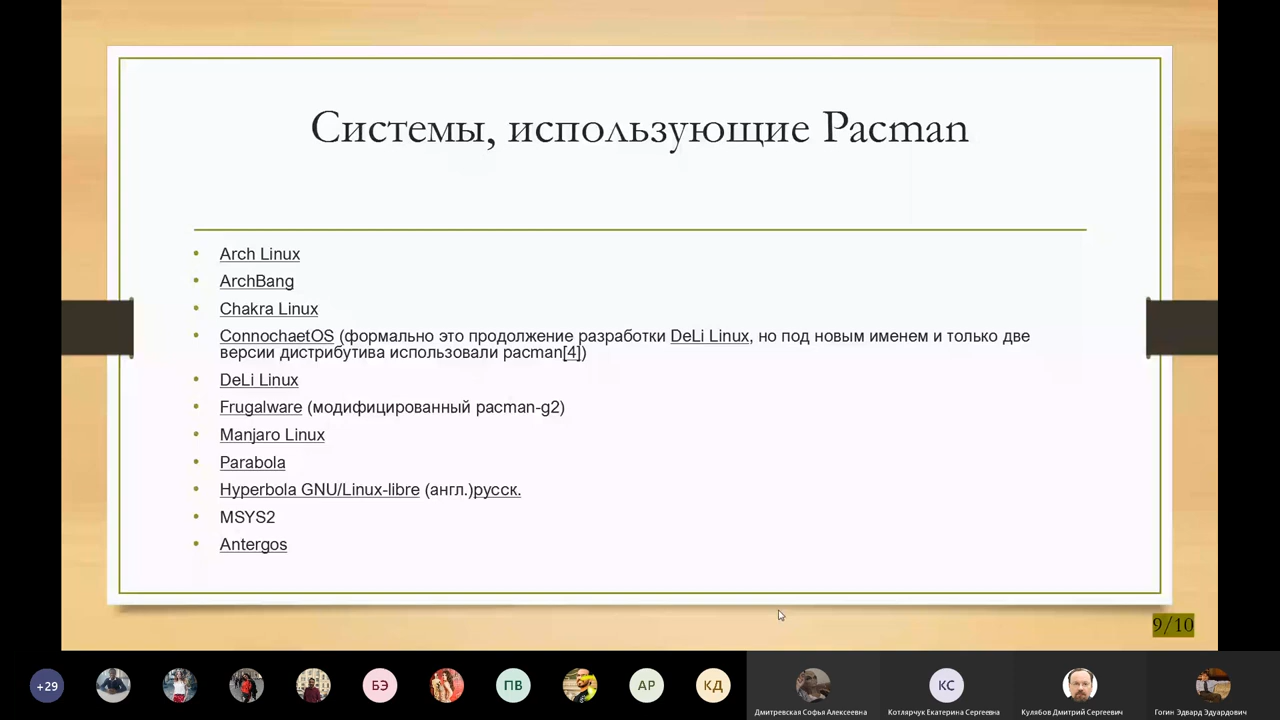 Системы, использующие Pacman
• Arch Linux
• ArchBang
• Chakra Linux
• ConnochaetOS (формально это продолжение разработки DeLi Linux, но под новым именем и только две
версии дистрибутива использовали pacman[4])
• DeLi Linux
• Frugalware (модифицированный pacman-g2)
• Manjaro Linux
• Parabola
• Hyperbola GNU/Linux-libre (англ.)русск.
• MSYS2
• Antergos
9/10
+29
БЭ
ПВ
АР
КД
КС
Дмитревская Софья Алексеевна
Котлярчук Екатерина Сергеевна
Кулябов Дмитрий Сергеевич
Гогин Эдвард Эдуардович